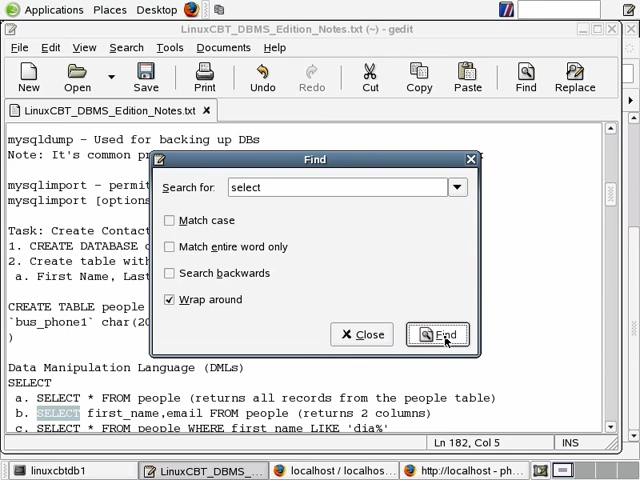 Applications Places Desktop
LinuxCBT_DBMS_Edition_Notes.txt (~) - gedit
File Edit View Search Tools Documents Help
New Open Save Print Undo Redo Cut Copy Paste Find Replace
LinuxCBT_DBMS_Edition_Notes.txt
mysqldump - Used for backing up DBs
Note: It's common pr
mysqlimport - permit
mysqlimport [options
Task: Create Contact
1. CREATE DATABASE
2. Create table with
a. First Name, Last
CREATE TABLE people
`bus_phone1` char(20
)
Data Manipulation Language (DMLs)
SELECT
a. SELECT * FROM people (returns all records from the people table)
b. SELECT first_name,email FROM people (returns 2 columns)
c. SELECT * FROM people WHERE first_name LIKE 'dia%'
Find
Search for: select
Match case
Match entire word only
Search backwards
Wrap around
Close Find
Ln 182, Col 5 INS
linuxcbtdb1 LinuxCBT_DBMS_... localhost / localhos... http://localhost - ph...